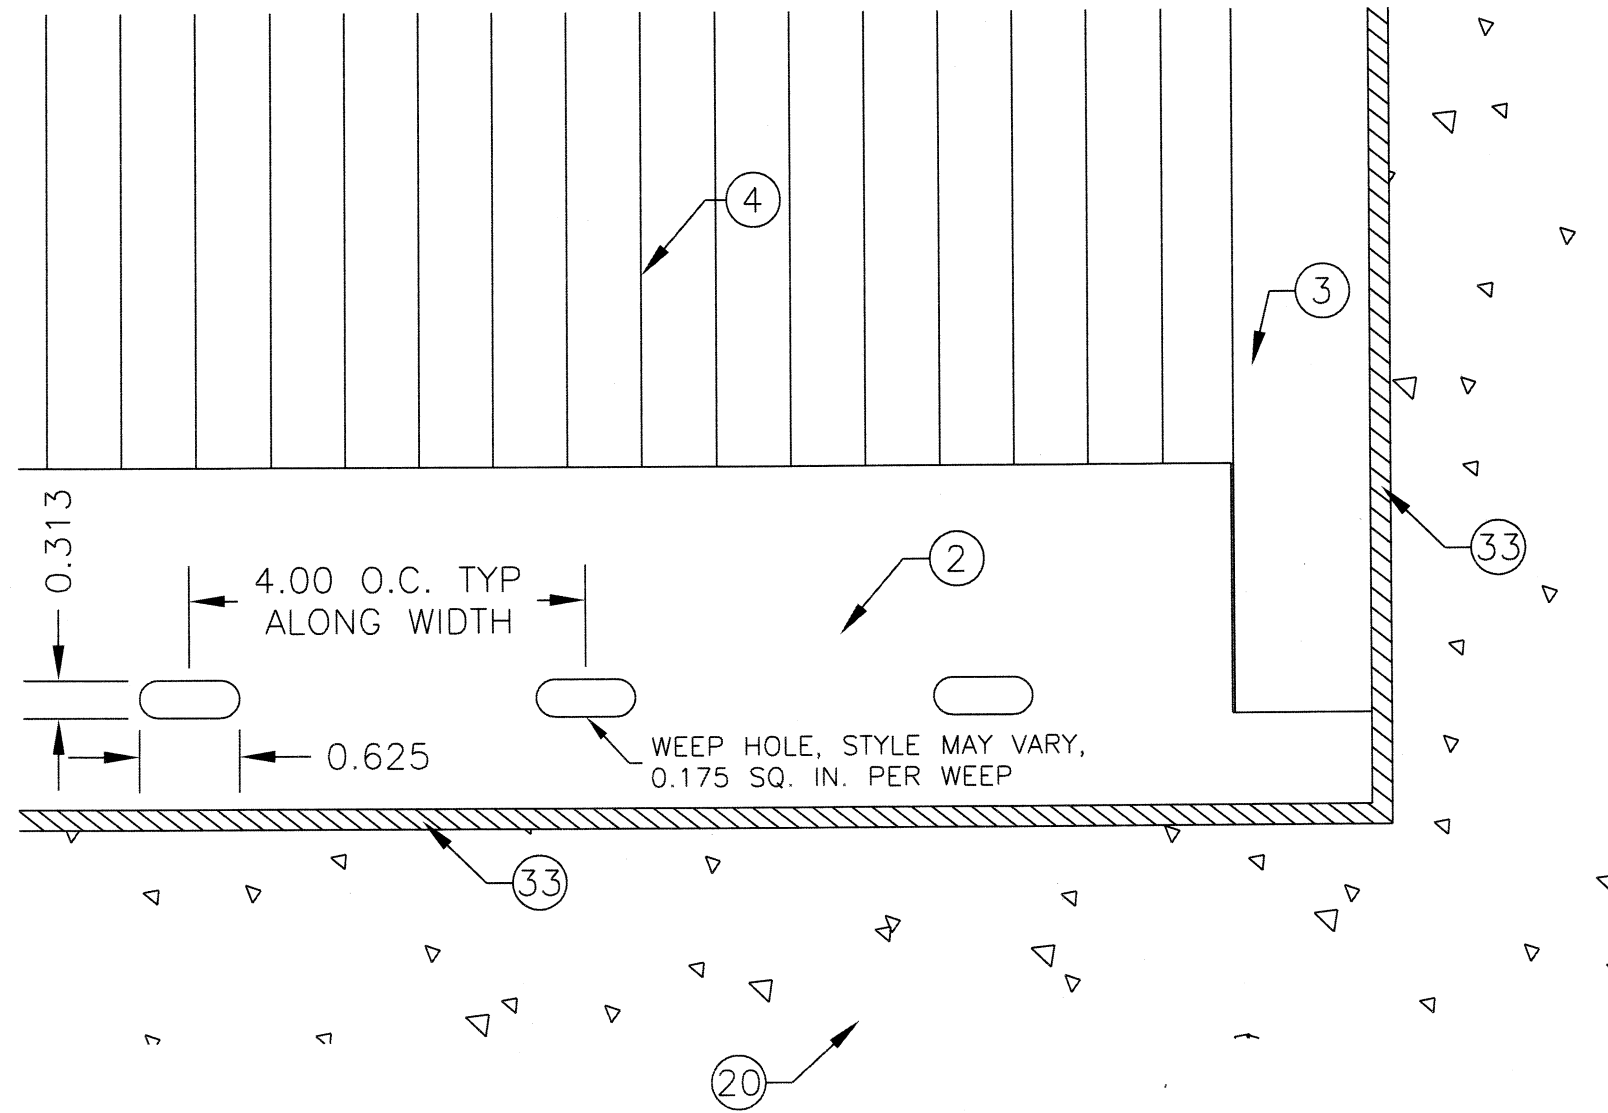 4
3
33
0.313
2
4.00 O.C. TYP
ALONG WIDTH
0.625
WEEP HOLE, STYLE MAY VARY,
0.175 SQ. IN. PER WEEP
33
20